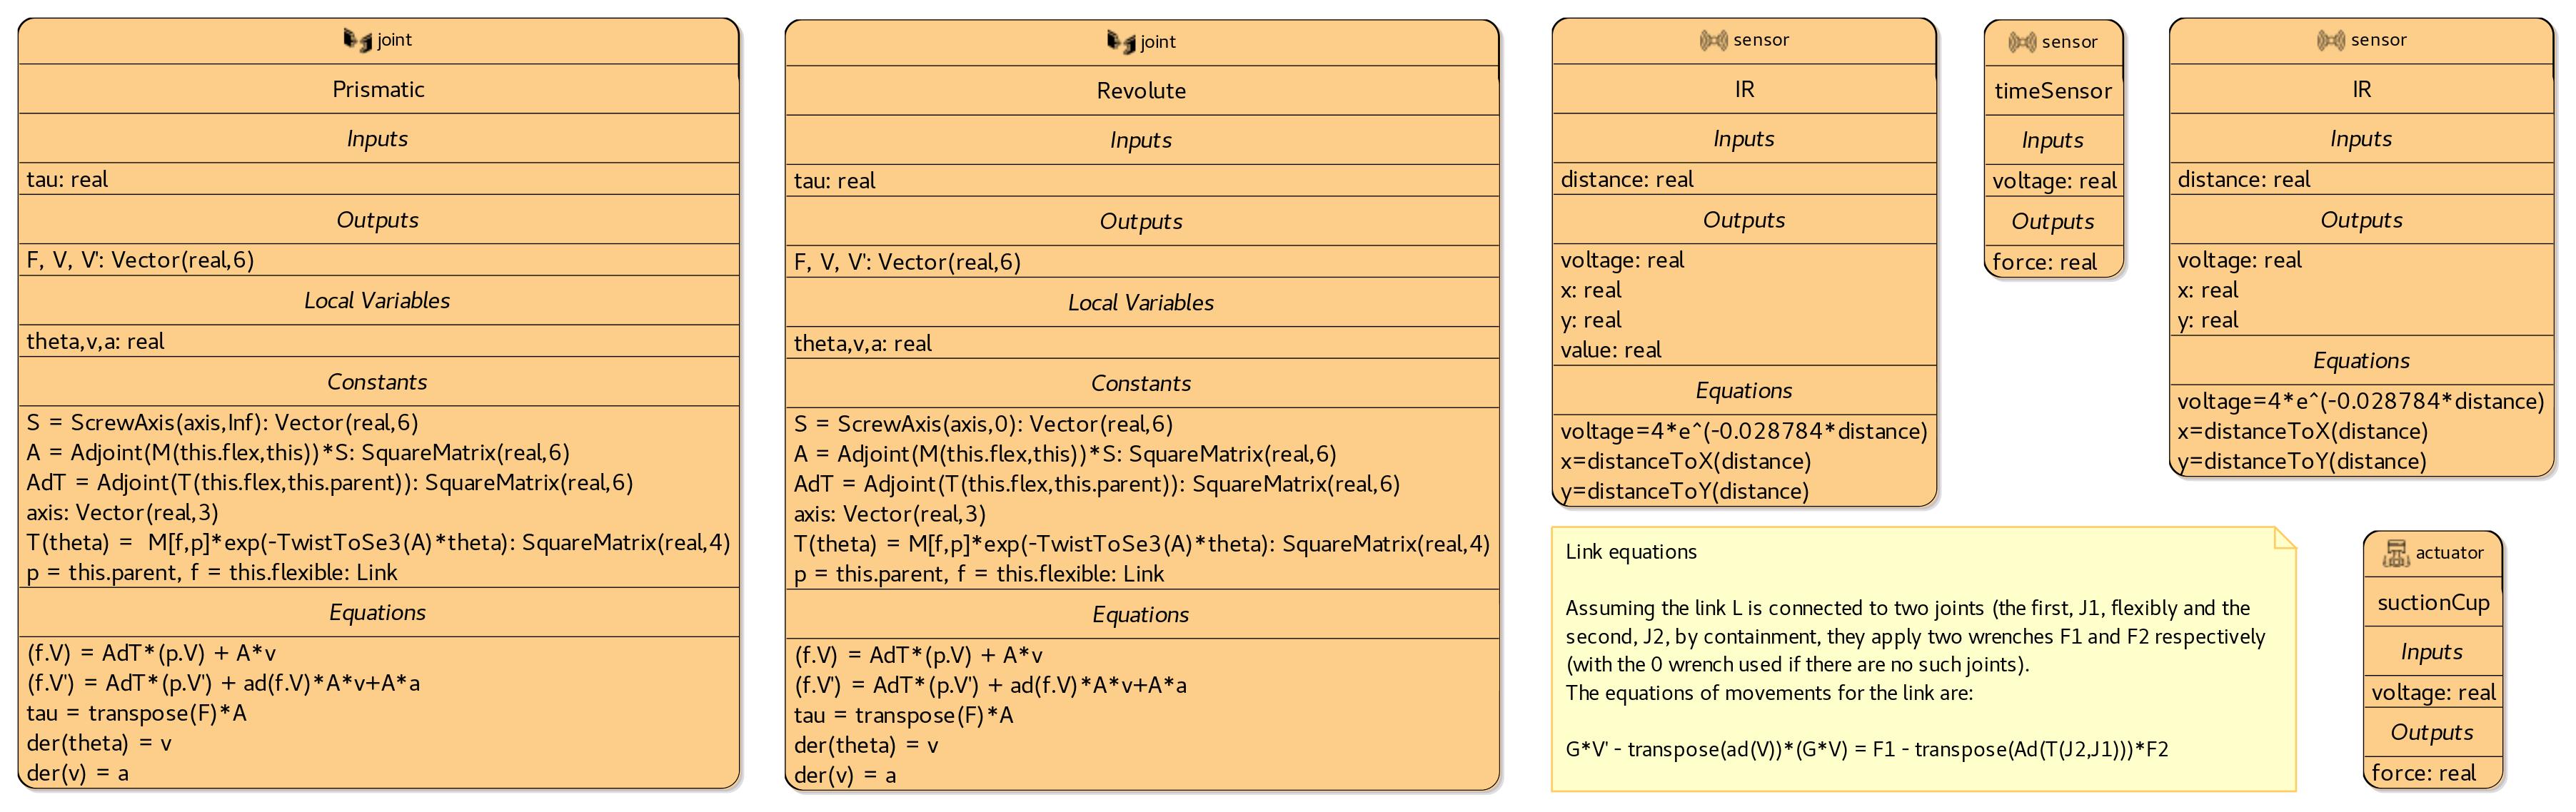 joint
Prismatic
Inputs
tau: real
Outputs
F, V, V': Vector(real,6)
Local Variables
theta,v,a: real
Constants
S = ScrewAxis(axis,Inf): Vector(real,6)
A = Adjoint(M(this.flex,this))*S: SquareMatrix(real,6)
AdT = Adjoint(T(this.flex,this.parent)): SquareMatrix(real,6)
axis: Vector(real,3)
T(theta) =  M[f,p]*exp(-TwistToSe3(A)*theta): SquareMatrix(real,4)
p = this.parent, f = this.flexible: Link
Equations
(f.V) = AdT*(p.V) + A*v
(f.V') = AdT*(p.V') + ad(f.V)*A*v+A*a
tau = transpose(F)*A
der(theta) = v
der(v) = a
joint
Revolute
Inputs
tau: real
Outputs
F, V, V': Vector(real,6)
Local Variables
theta,v,a: real
Constants
S = ScrewAxis(axis,0): Vector(real,6)
A = Adjoint(M(this.flex,this))*S: SquareMatrix(real,6)
AdT = Adjoint(T(this.flex,this.parent)): SquareMatrix(real,6)
axis: Vector(real,3)
T(theta) = M[f,p]*exp(-TwistToSe3(A)*theta): SquareMatrix(real,4)
p = this.parent, f = this.flexible: Link
Equations
(f.V) = AdT*(p.V) + A*v
(f.V') = AdT*(p.V') + ad(f.V)*A*v+A*a
tau = transpose(F)*A
der(theta) = v
der(v) = a
sensor
IR
Inputs
distance: real
Outputs
voltage: real
x: real
y: real
value: real
Equations
voltage=4*e^(-0.028784*distance)
x=distanceToX(distance)
y=distanceToY(distance)
sensor
timeSensor
Inputs
voltage: real
Outputs
force: real
sensor
IR
Inputs
distance: real
Outputs
voltage: real
x: real
y: real
Equations
voltage=4*e^(-0.028784*distance)
x=distanceToX(distance)
y=distanceToY(distance)
Link equations
Assuming the link L is connected to two joints (the first, J1, flexibly and the
second, J2, by containment, they apply two wrenches F1 and F2 respectively
(with the 0 wrench used if there are no such joints).
The equations of movements for the link are:
G*V' - transpose(ad(V))*(G*V) = F1 - transpose(Ad(T(J2,J1)))*F2
actuator
suctionCup
Inputs
voltage: real
Outputs
force: real